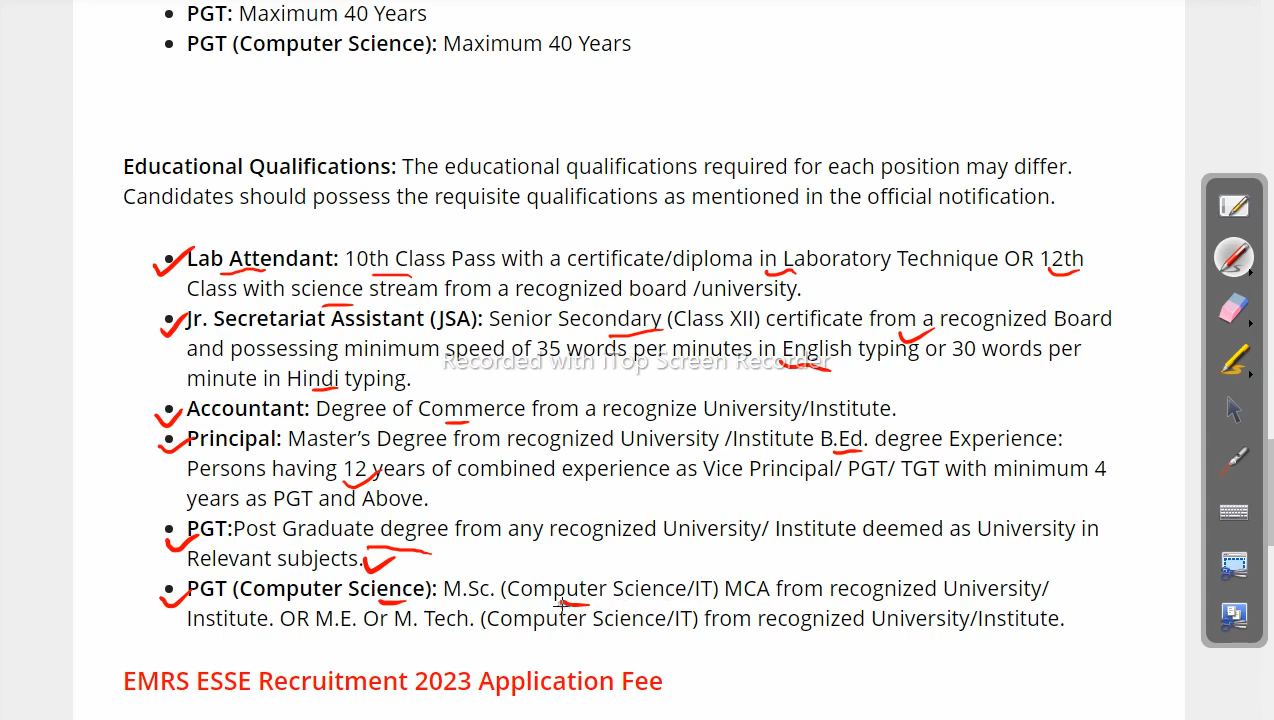 PGT: Maximum 40 Years
PGT (Computer Science): Maximum 40 Years
Educational Qualifications: The educational qualifications required for each position may differ.
Candidates should possess the requisite qualifications as mentioned in the official notification.
Lab Attendant: 10th Class Pass with a certificate/diploma in Laboratory Technique OR 12th
Class with science stream from a recognized board /university.
Jr. Secretariat Assistant (JSA): Senior Secondary (Class XII) certificate from a recognized Board
and possessing minimum speed of 35 words per minutes in English typing or 30 words per
Recorded with iTop Screen Recorder
minute in Hindi typing.
Accountant: Degree of Commerce from a recognize University/Institute.
Principal: Master’s Degree from recognized University /Institute B.Ed. degree Experience:
Persons having 12 years of combined experience as Vice Principal/ PGT/ TGT with minimum 4
years as PGT and Above.
PGT:Post Graduate degree from any recognized University/ Institute deemed as University in
Relevant subjects.
PGT (Computer Science): M.Sc. (Computer Science/IT) MCA from recognized University/
Institute. OR M.E. Or M. Tech. (Computer Science/IT) from recognized University/Institute.
EMRS ESSE Recruitment 2023 Application Fee